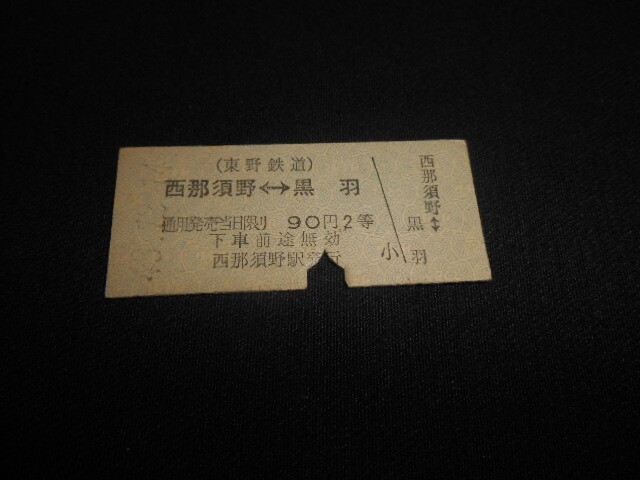 (東野鉄道)
西那須野↔黒羽
通用発売当日限り 90円2等
下車前途無効
西那須野駅発行
西那須野↔黒羽
小